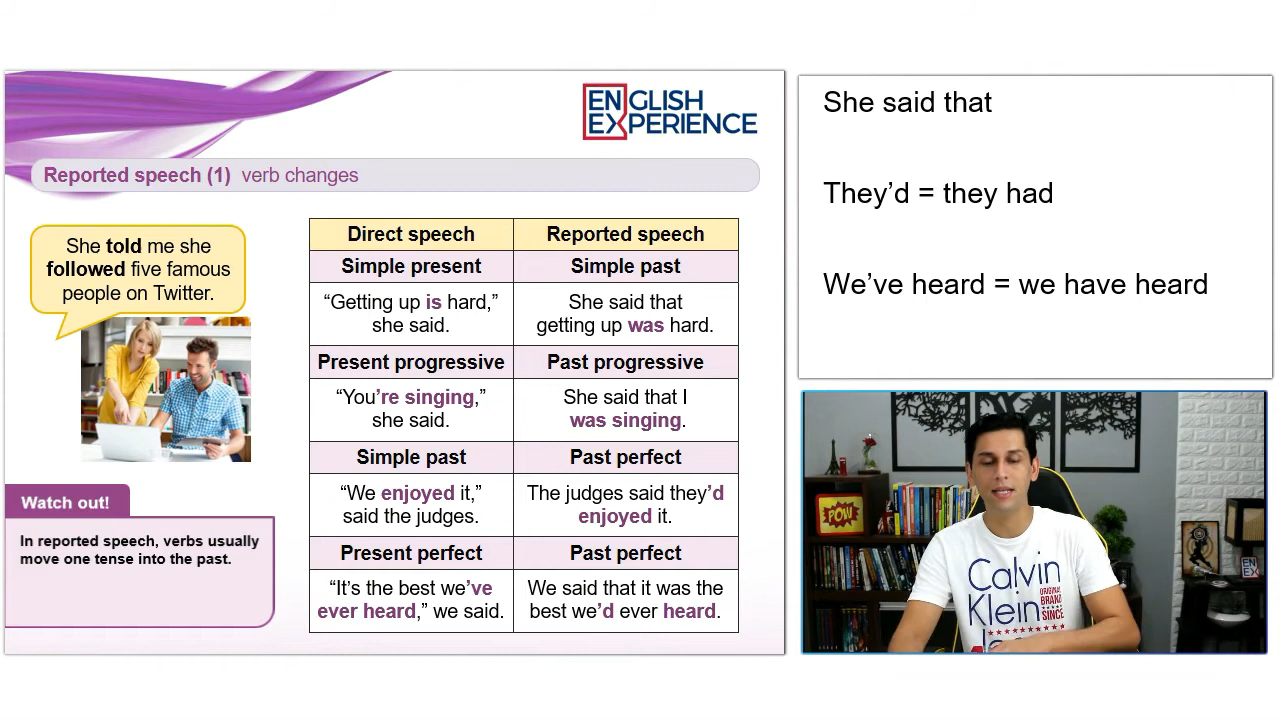 ENGLISH
EXPERIENCE
Reported speech (1) verb changes
She told me she
followed five famous
people on Twitter.
Watch out!
In reported speech, verbs usually
move one tense into the past.
Direct speech
Reported speech
Simple present
Simple past
“Getting up is hard,”
she said.
She said that
getting up was hard.
Present progressive
Past progressive
“You’re singing,”
she said.
She said that I
was singing.
Simple past
Past perfect
“We enjoyed it,”
said the judges.
The judges said they’d
enjoyed it.
Present perfect
Past perfect
“It’s the best we’ve
ever heard,” we said.
We said that it was the
best we’d ever heard.
She said that
They’d = they had
We’ve heard = we have heard
POW
Calvin
Klein
ORIGINAL
BRAND
SINCE
EN
EX